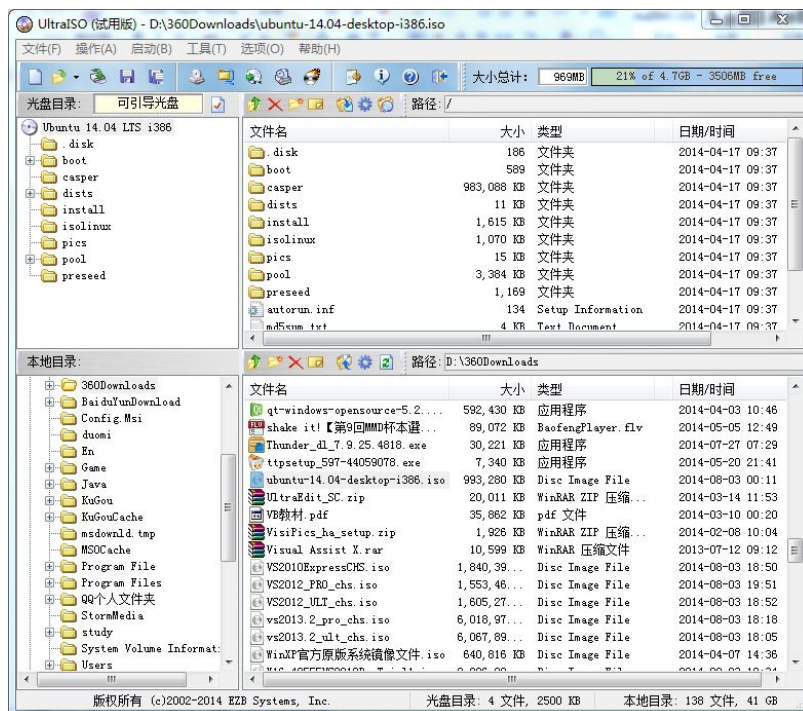 UltraISO (试用版) - D:\360Downloads\ubuntu-14.04-desktop-i386.iso
文件(F) 操作(A) 启动(B) 工具(T) 选项(O) 帮助(H)
大小总计: 969MB 21% of 4.7GB - 3506MB free
光盘目录: 可引导光盘 路径: /
Ubuntu 14.04 LTS i386
.disk
boot
casper
dists
install
isolinux
pics
pool
preseed
文件名 大小 类型 日期/时间
.disk 186 文件夹 2014-04-17 09:37
boot 589 文件夹 2014-04-17 09:37
casper 983,088 KB 文件夹 2014-04-17 09:37
dists 11 KB 文件夹 2014-04-17 09:37
install 1,615 KB 文件夹 2014-04-17 09:37
isolinux 1,070 KB 文件夹 2014-04-17 09:37
pics 15 KB 文件夹 2014-04-17 09:37
pool 3,384 KB 文件夹 2014-04-17 09:37
preseed 1,169 文件夹 2014-04-17 09:37
autorun.inf 134 Setup Information 2014-04-17 09:37
md5sum.txt 4 KB Text Document 2014-04-17 09:37
本地目录: 路径: D:\360Downloads
360Downloads
BaiduYunDownload
Config.Msi
duomi
En
Game
Java
KuGou
KuGouCache
msdownld.tmp
MSOCache
Program File
Program Files
QQ个人文件夹
StormMedia
study
System Volume Informat:
Users
文件名 大小 类型 日期/时间
qt-windows-opensource-5.2.... 592,430 KB 应用程序 2014-04-03 10:46
shake it!【第9回MMD杯本選... 89,072 KB BaofengPlayer.flv 2014-05-05 12:49
Thunder_dl_7.9.25.4818.exe 30,221 KB 应用程序 2014-07-27 07:29
ttpsetup_597-44059078.exe 7,340 KB 应用程序 2014-05-20 21:41
ubuntu-14.04-desktop-i386.iso 993,280 KB Disc Image File 2014-08-03 00:11
UltraEdit_SC.zip 20,011 KB WinRAR ZIP 压缩... 2014-03-14 11:53
VB教材.pdf 35,862 KB pdf 文件 2014-03-10 00:20
VisiPics_ha_setup.zip 1,926 KB WinRAR ZIP 压缩... 2014-02-08 10:04
Visual Assist X.rar 10,599 KB WinRAR 压缩文件 2013-07-12 09:12
VS2010ExpressCHS.iso 1,840,39... Disc Image File 2014-08-03 18:50
VS2012_PRO_chs.iso 1,553,46... Disc Image File 2014-08-03 19:51
VS2012_ULT_chs.iso 1,605,27... Disc Image File 2014-08-03 18:52
vs2013.2_pro_chs.iso 6,018,97... Disc Image File 2014-08-03 18:18
vs2013.2_ult_chs.iso 6,067,89... Disc Image File 2014-08-03 18:05
WinXP官方原版系统镜像文件.iso 640,816 KB Disc Image File 2014-04-07 14:36
版权所有 (c)2002-2014 EZB Systems, Inc. 光盘目录: 4 文件, 2500 KB 本地目录: 138 文件, 41 GB